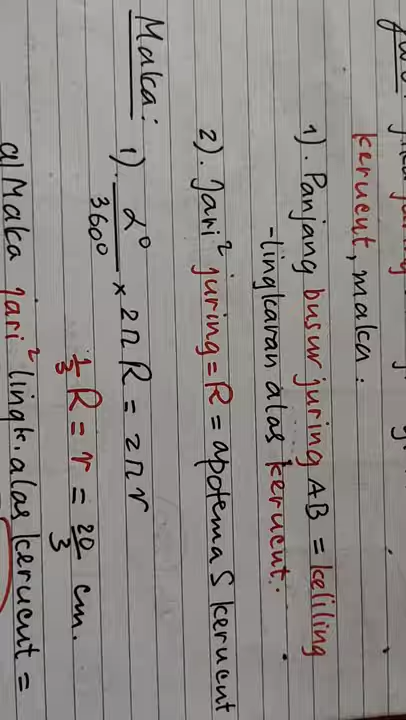 kerucut, maka:
1). Panjang busur juring AB = keliling
-lingkaran alas kerucut.
2). Jari² juring = R = apotema S kerucut
Maka:
1). α°/360° × 2πR = 2πr
1/3 R = r = 20/3 cm.
a) Maka jari² lingk. alas kerucut =